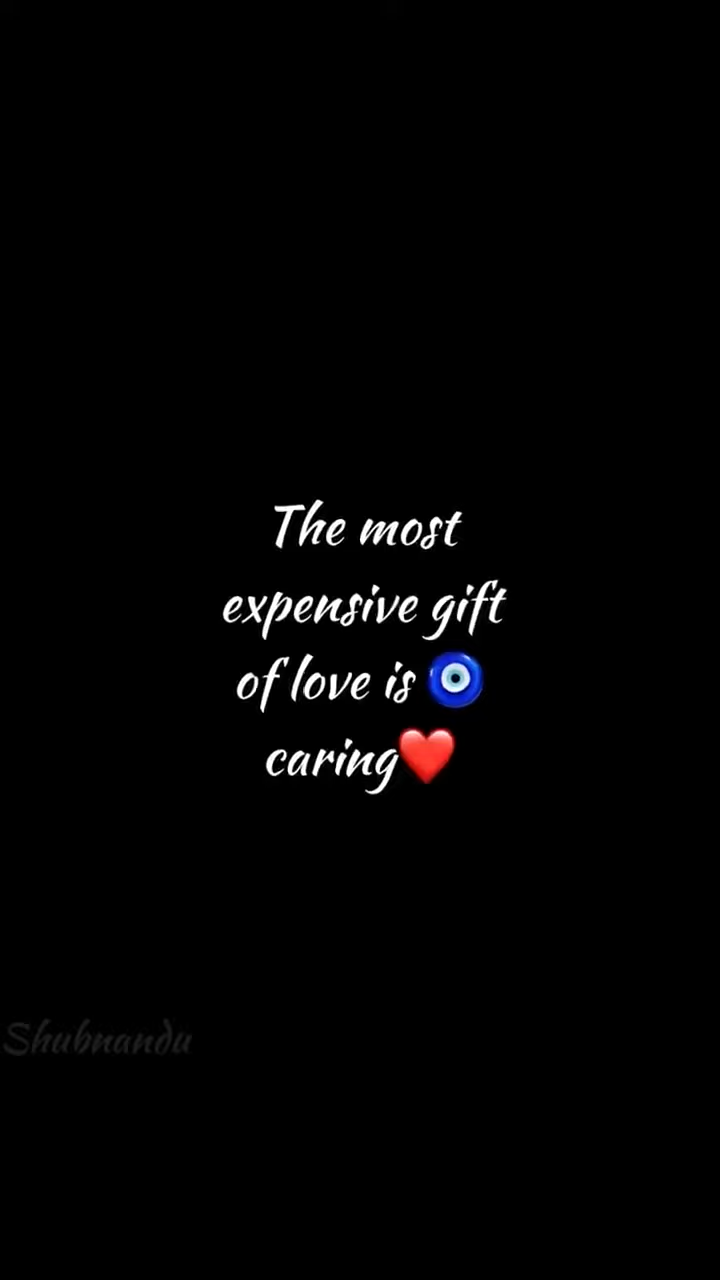 The most
expensive gift
of love is 🧿
caring❤️
Shubnandu